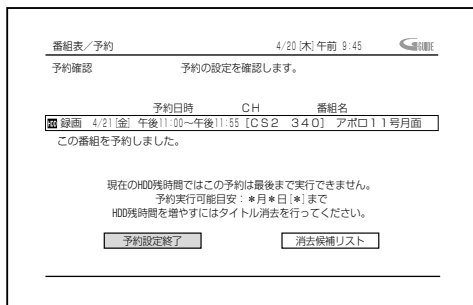 番組表／予約 4/20[木]午前 9:45 GGUIDE
予約確認 予約の設定を確認します。
予約日時 CH 番組名
HDD 録画 4/21[金] 午後11:00～午後11:55 [CS2 340] アポロ11号月面
この番組を予約しました。
現在のHDD残時間ではこの予約は最後まで実行できません。
予約実行可能目安：＊月＊日[＊]まで
HDD残時間を増やすにはタイトル消去を行ってください。
予約設定終了 消去候補リスト